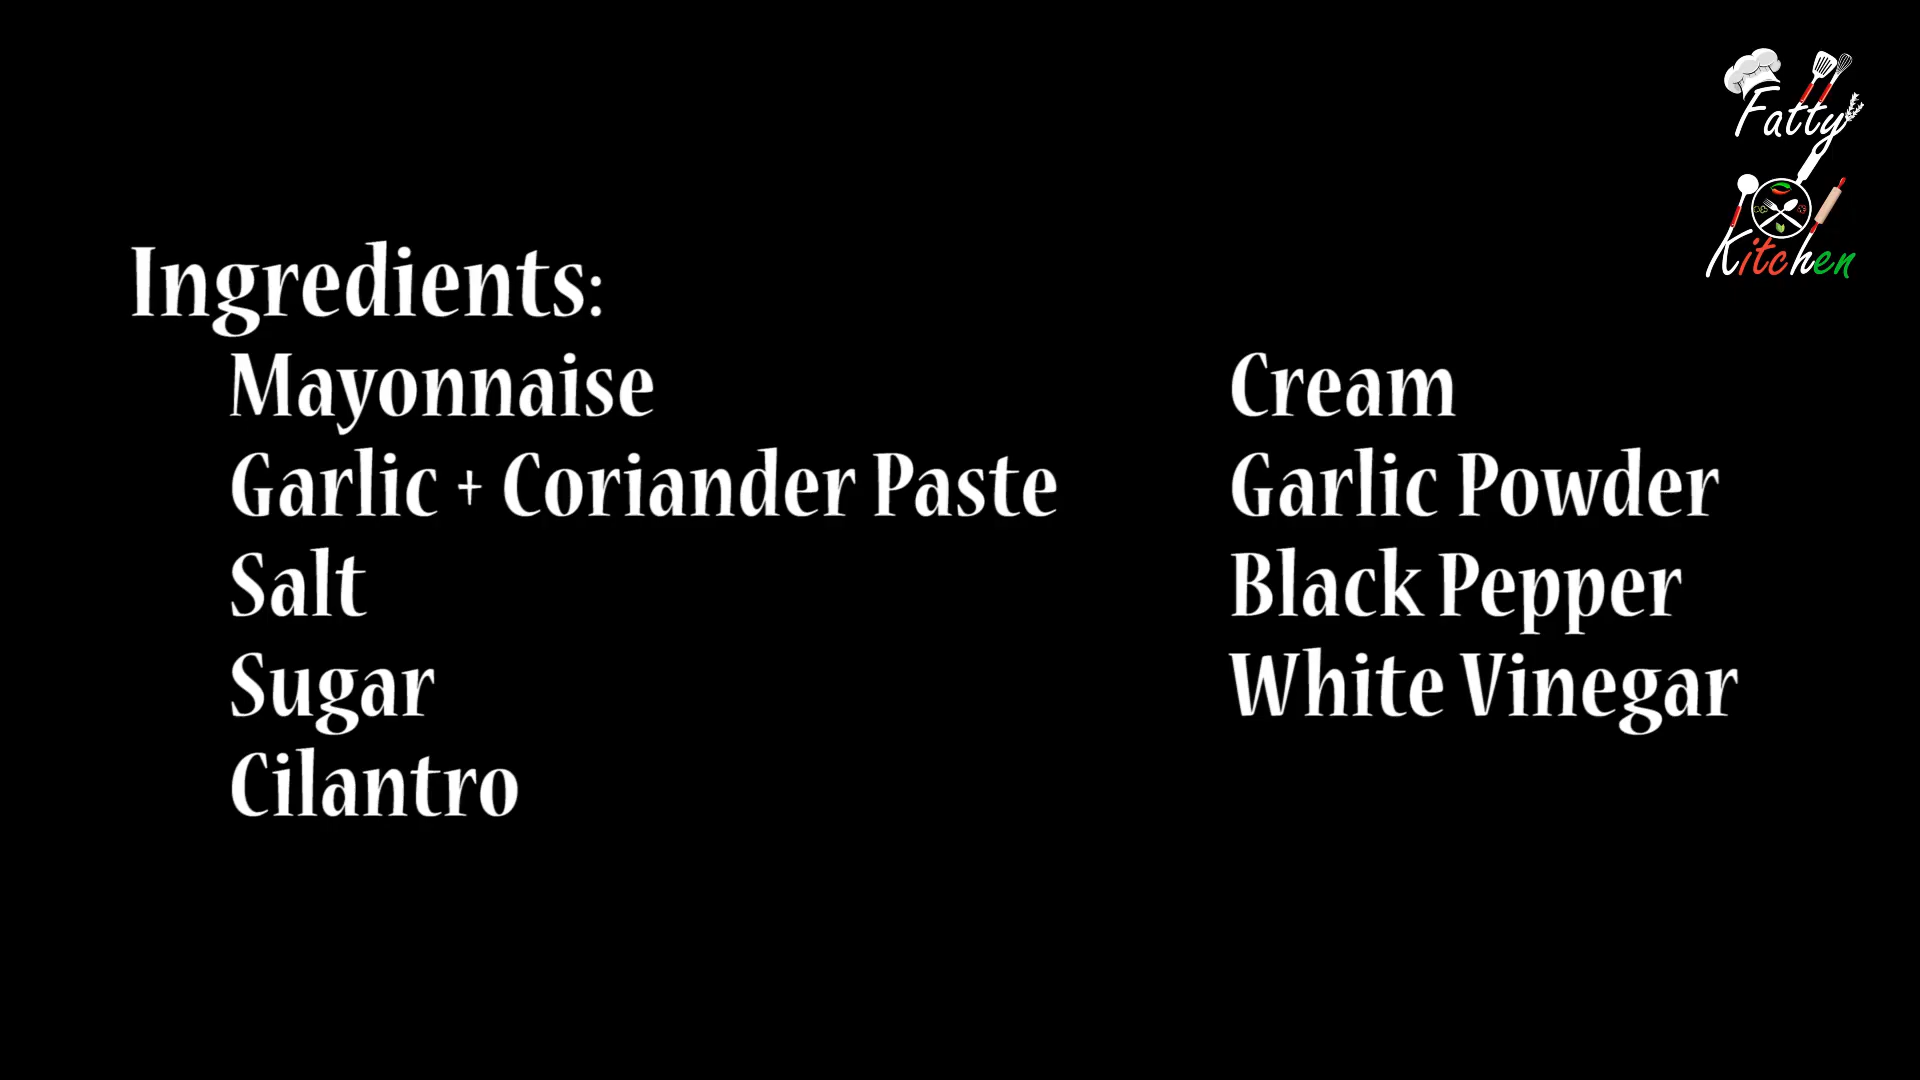 Fatty
Kitchen
Ingredients:
Mayonnaise
Garlic + Coriander Paste
Salt
Sugar
Cilantro
Cream
Garlic Powder
Black Pepper
White Vinegar